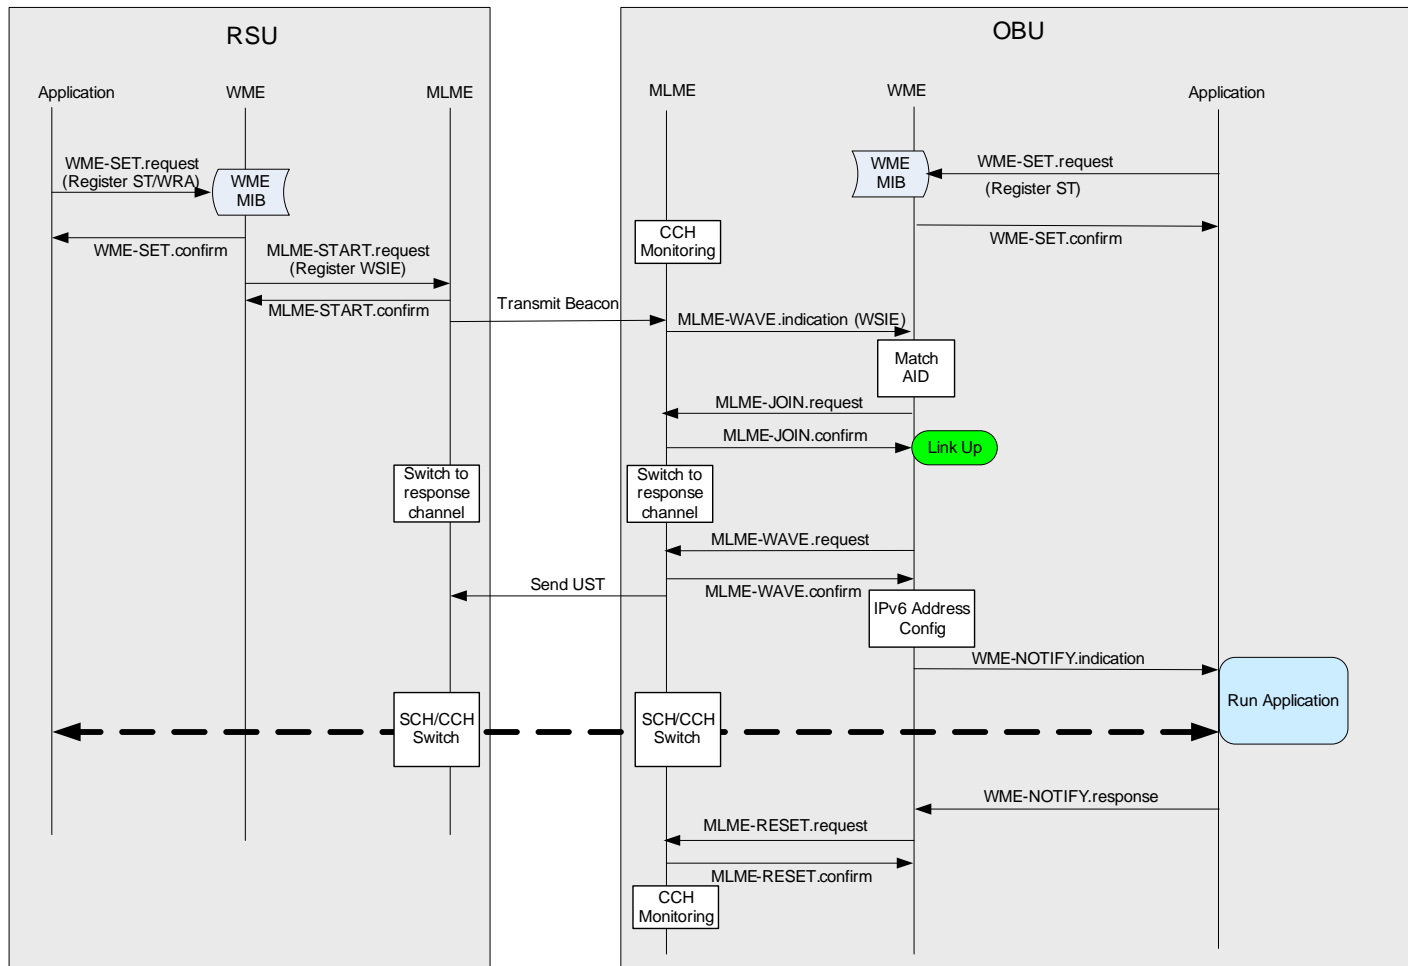 RSU
OBU
Application
WME
MLME
MLME
WME
Application
WME-SET.request
(Register ST/WRA)
WME
MIB
WME
MIB
WME-SET.request
(Register ST)
WME-SET.confirm
WME-SET.confirm
CCH
Monitoring
MLME-START.request
(Register WSIE)
MLME-START.confirm
Transmit Beacon
MLME-WAVE.indication (WSIE)
Match
AID
MLME-JOIN.request
MLME-JOIN.confirm
Link Up
Switch to
response
channel
Switch to
response
channel
MLME-WAVE.request
Send UST
MLME-WAVE.confirm
IPv6 Address
Config
WME-NOTIFY.indication
Run Application
SCH/CCH
Switch
SCH/CCH
Switch
WME-NOTIFY.response
MLME-RESET.request
MLME-RESET.confirm
CCH
Monitoring